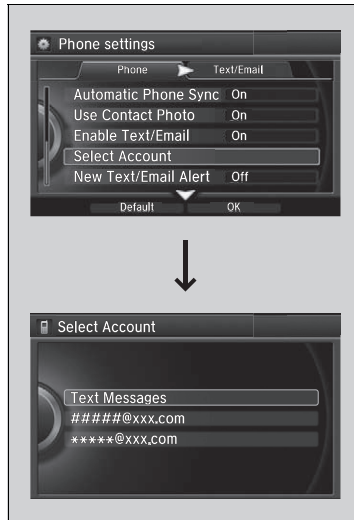 Phone settings
Phone Text/Email
Automatic Phone Sync On
Use Contact Photo On
Enable Text/Email On
Select Account
New Text/Email Alert Off
Default OK
Select Account
Text Messages
#####@xxx.com
*****@xxx.com